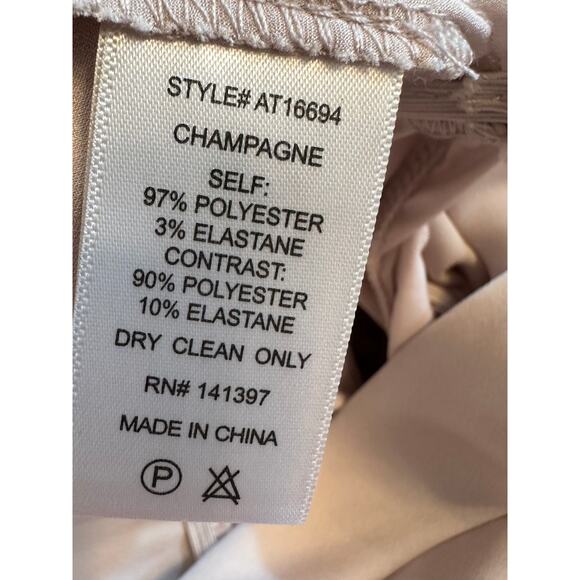 STYLE# AT16694
CHAMPAGNE
SELF:
97% POLYESTER
3% ELASTANE
CONTRAST:
90% POLYESTER
10% ELASTANE
DRY CLEAN ONLY
RN# 141397
MADE IN CHINA
P